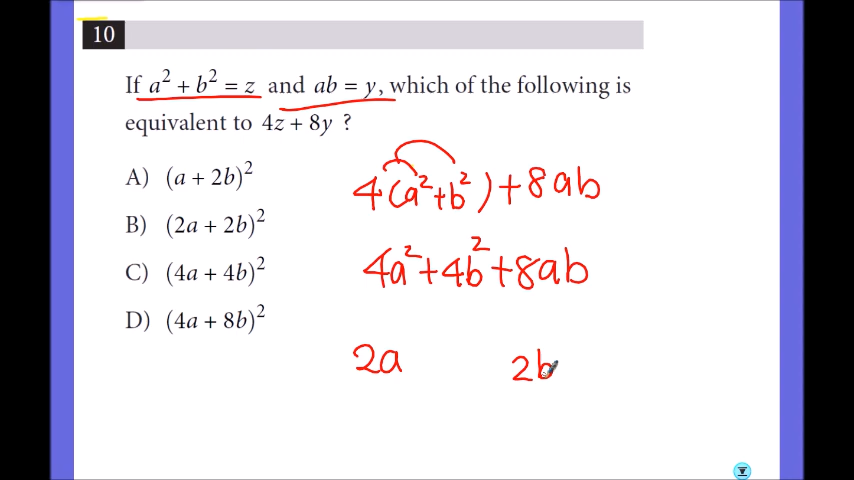 10
If a² + b² = z and ab = y, which of the following is
equivalent to 4z + 8y ?
A) (a + 2b)²
B) (2a + 2b)²
C) (4a + 4b)²
D) (4a + 8b)²
4(a²+b²)+8ab
4a²+4b²+8ab
2a 2b